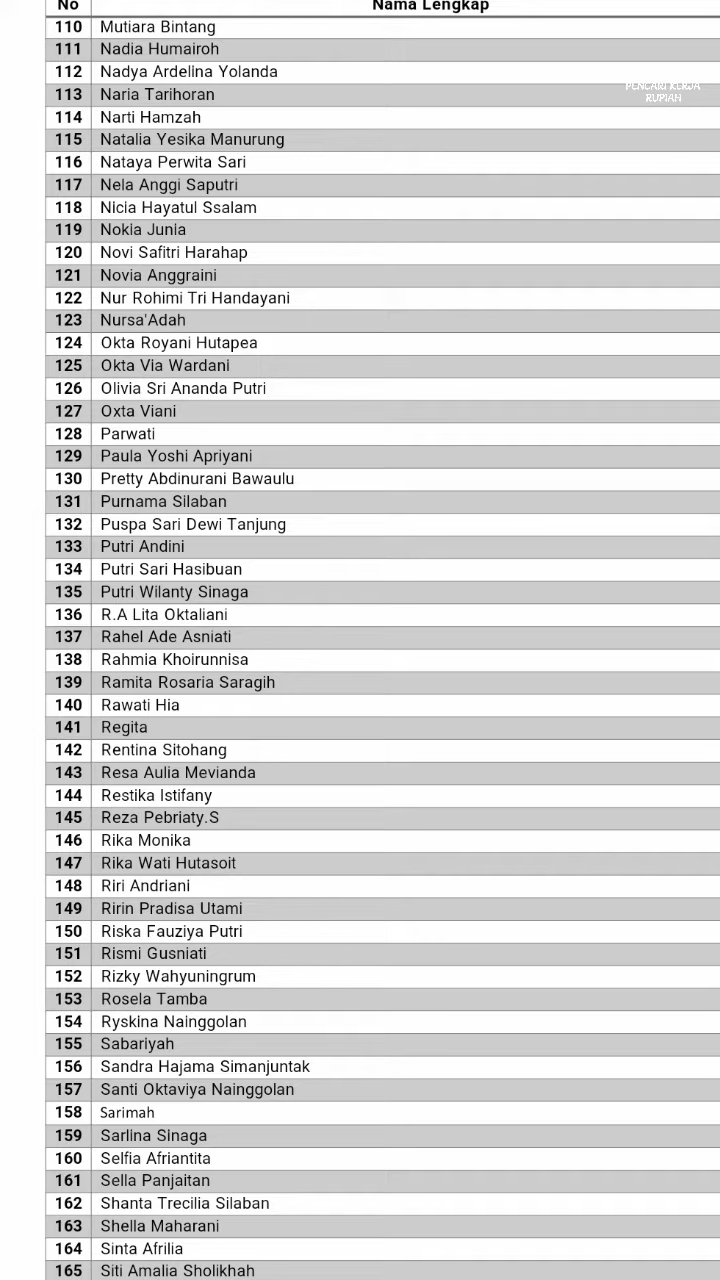 No Nama Lengkap
110 Mutiara Bintang
111 Nadia Humairoh
112 Nadya Ardelina Yolanda
113 Naria Tarihoran
PENCARI KERJA
RUPIAH
114 Narti Hamzah
115 Natalia Yesika Manurung
116 Nataya Perwita Sari
117 Nela Anggi Saputri
118 Nicia Hayatul Ssalam
119 Nokia Junia
120 Novi Safitri Harahap
121 Novia Anggraini
122 Nur Rohimi Tri Handayani
123 Nursa'Adah
124 Okta Royani Hutapea
125 Okta Via Wardani
126 Olivia Sri Ananda Putri
127 Oxta Viani
128 Parwati
129 Paula Yoshi Apriyani
130 Pretty Abdinurani Bawaulu
131 Purnama Silaban
132 Puspa Sari Dewi Tanjung
133 Putri Andini
134 Putri Sari Hasibuan
135 Putri Wilanty Sinaga
136 R.A Lita Oktaliani
137 Rahel Ade Asniati
138 Rahmia Khoirunnisa
139 Ramita Rosaria Saragih
140 Rawati Hia
141 Regita
142 Rentina Sitohang
143 Resa Aulia Mevianda
144 Restika Istifany
145 Reza Pebriaty.S
146 Rika Monika
147 Rika Wati Hutasoit
148 Riri Andriani
149 Ririn Pradisa Utami
150 Riska Fauziya Putri
151 Rismi Gusniati
152 Rizky Wahyuningrum
153 Rosela Tamba
154 Ryskina Nainggolan
155 Sabariyah
156 Sandra Hajama Simanjuntak
157 Santi Oktaviya Nainggolan
158 Sarimah
159 Sarlina Sinaga
160 Selfia Afriantita
161 Sella Panjaitan
162 Shanta Trecilia Silaban
163 Shella Maharani
164 Sinta Afrilia
165 Siti Amalia Sholikhah